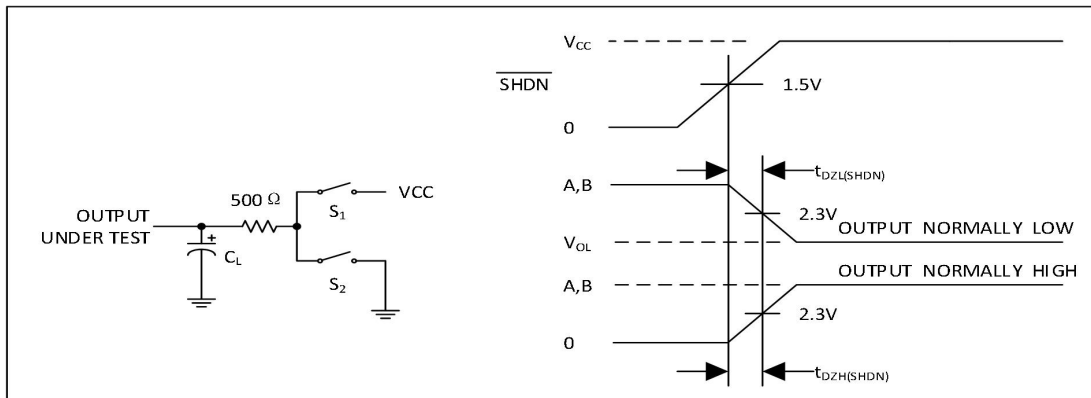 OUTPUT
UNDER TEST
+
C_L
500 Ω
S₁
VCC
S₂
V_CC
SHDN
1.5V
0
A,B
t_DZL(SHDN)
2.3V
OUTPUT NORMALLY LOW
V_OL
OUTPUT NORMALLY HIGH
A,B
2.3V
0
t_DZH(SHDN)